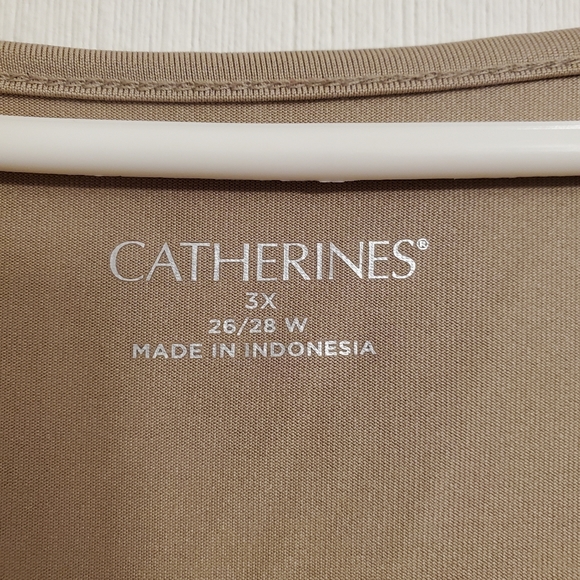 CATHERINES®
3X
26/28 W
MADE IN INDONESIA